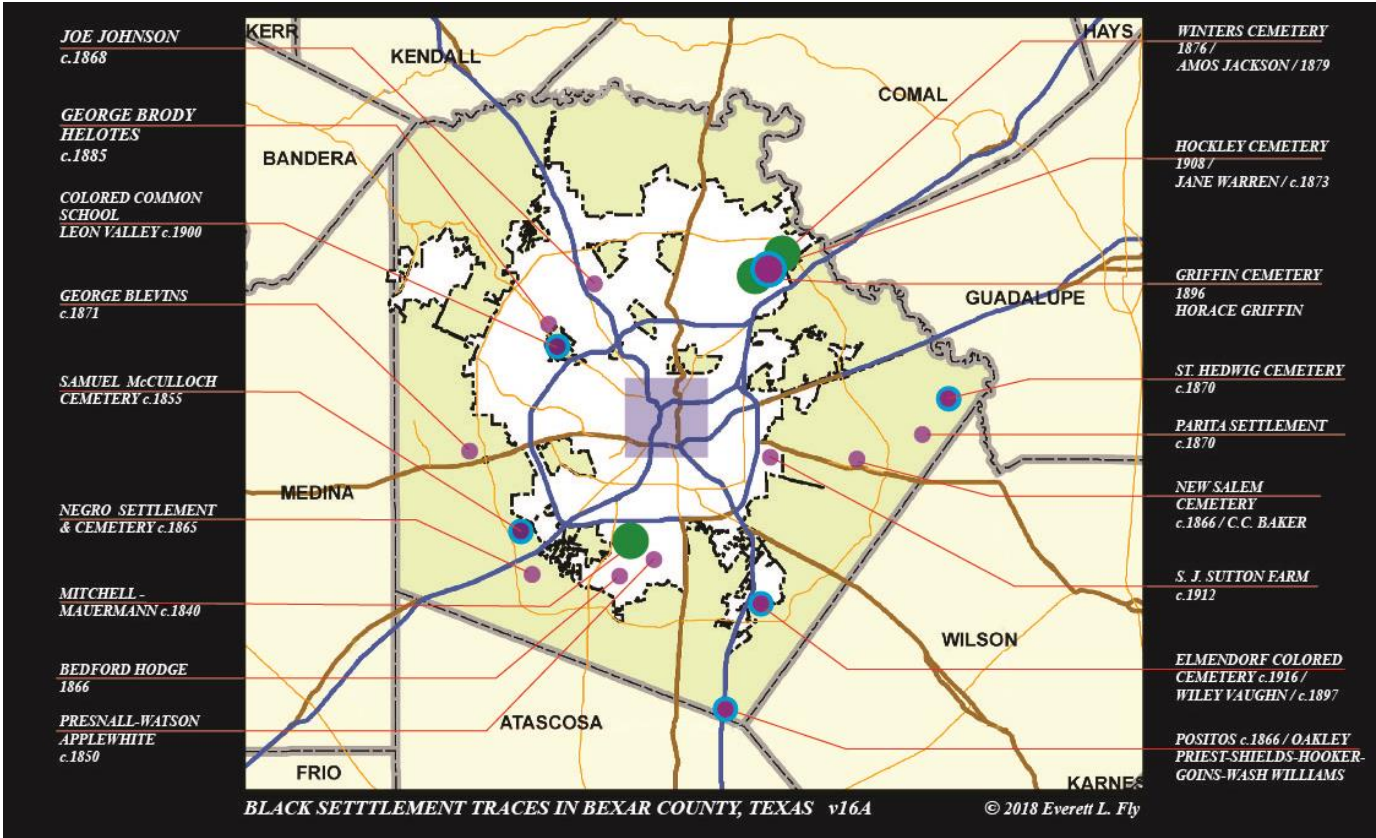 JOE JOHNSON
c.1868
GEORGE BRODY
HELOTES
c.1885
COLORED COMMON
SCHOOL
LEON VALLEY c.1900
GEORGE BLEVINS
c.1871
SAMUEL McCULLOCH
CEMETERY c.1855
NEGRO SETTLEMENT
& CEMETERY c.1865
MITCHELL -
MAUERMANN c.1840
BEDFORD HODGE
1866
PRESNALL-WATSON
APPLEWHITE
c.1850
KERR
KENDALL
HAYS
COMAL
BANDERA
GUADALUPE
MEDINA
WILSON
ATASCOSA
FRIO
KARNES
WINTERS CEMETERY
1876 /
AMOS JACKSON / 1879
HOCKLEY CEMETERY
1908 /
JANE WARREN / c.1873
GRIFFIN CEMETERY
1896
HORACE GRIFFIN
ST. HEDWIG CEMETERY
c.1870
PARITA SETTLEMENT
c.1870
NEW SALEM
CEMETERY
c.1866 / C.C. BAKER
S. J. SUTTON FARM
c.1912
ELMENDORF COLORED
CEMETERY c.1916 /
WILEY VAUGHN / c.1897
POSITOS c.1866 / OAKLEY
PRIEST-SHIELDS-HOOKER-
GOINS-WASH WILLIAMS
BLACK SETTTLEMENT TRACES IN BEXAR COUNTY, TEXAS v16A
© 2018 Everett L. Fly